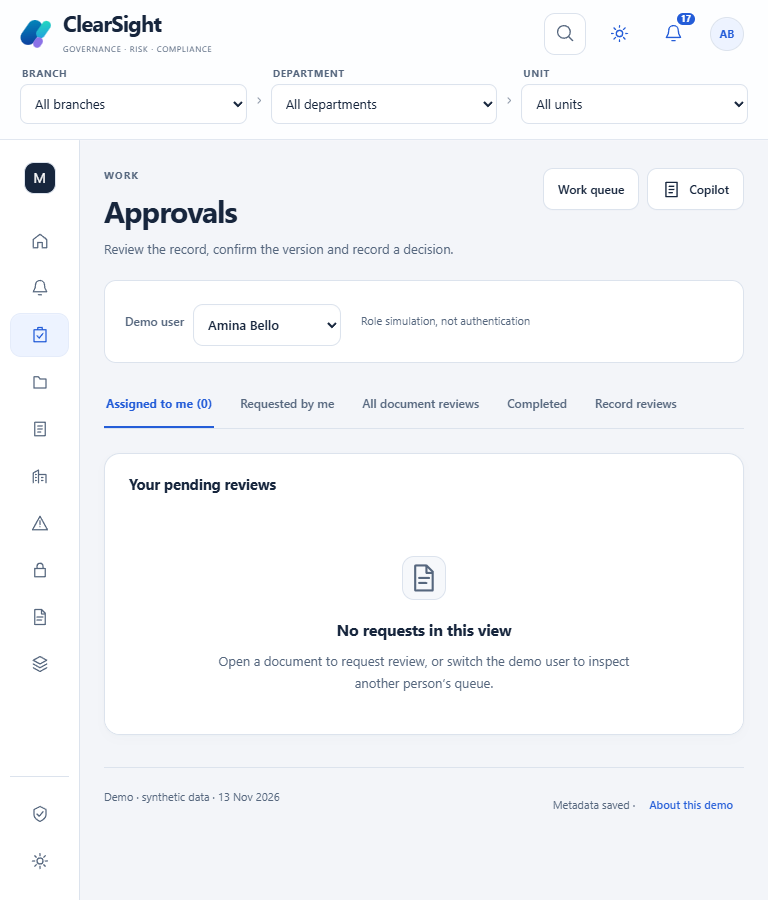 ClearSight
GOVERNANCE · RISK · COMPLIANCE
17
AB
BRANCH
DEPARTMENT
UNIT
All branches
›
All departments
›
All units
M
WORK
Approvals
Review the record, confirm the version and record a decision.
Work queue
Copilot
Demo user
Amina Bello
Role simulation, not authentication
Assigned to me (0)
Requested by me
All document reviews
Completed
Record reviews
Your pending reviews
No requests in this view
Open a document to request review, or switch the demo user to inspect
another person's queue.
Demo · synthetic data · 13 Nov 2026
Metadata saved ·
About this demo